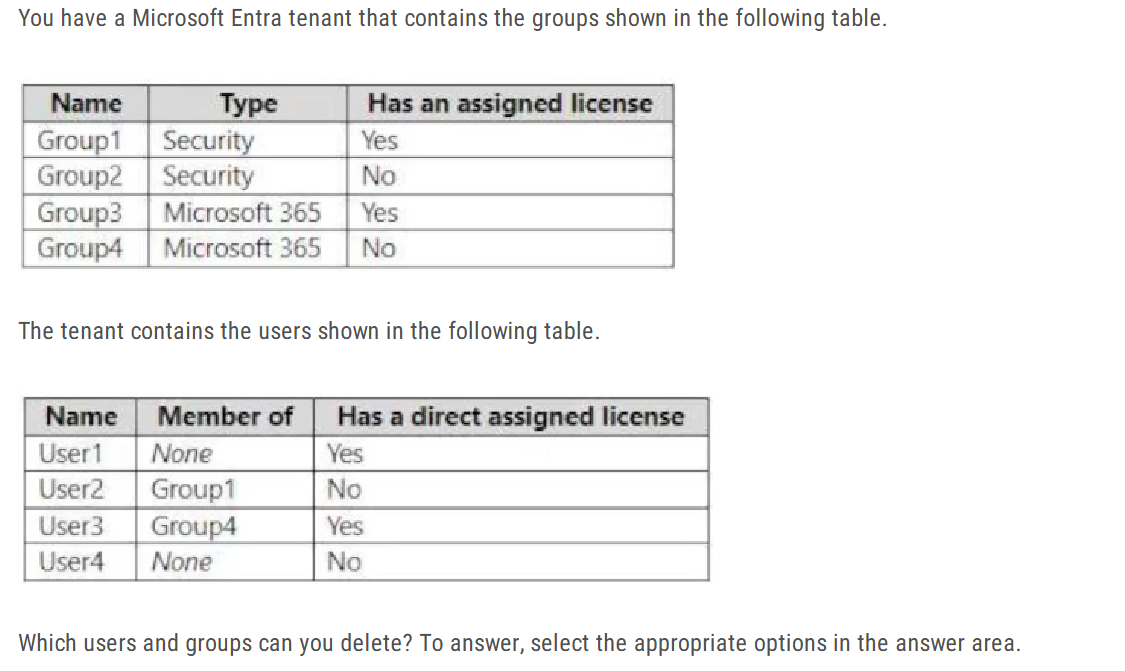 You have a Microsoft Entra tenant that contains the groups shown in the following table.
Name Type Has an assigned license
Group1 Security Yes
Group2 Security No
Group3 Microsoft 365 Yes
Group4 Microsoft 365 No
The tenant contains the users shown in the following table.
Name Member of Has a direct assigned license
User1 None Yes
User2 Group1 No
User3 Group4 Yes
User4 None No
Which users and groups can you delete? To answer, select the appropriate options in the answer area.